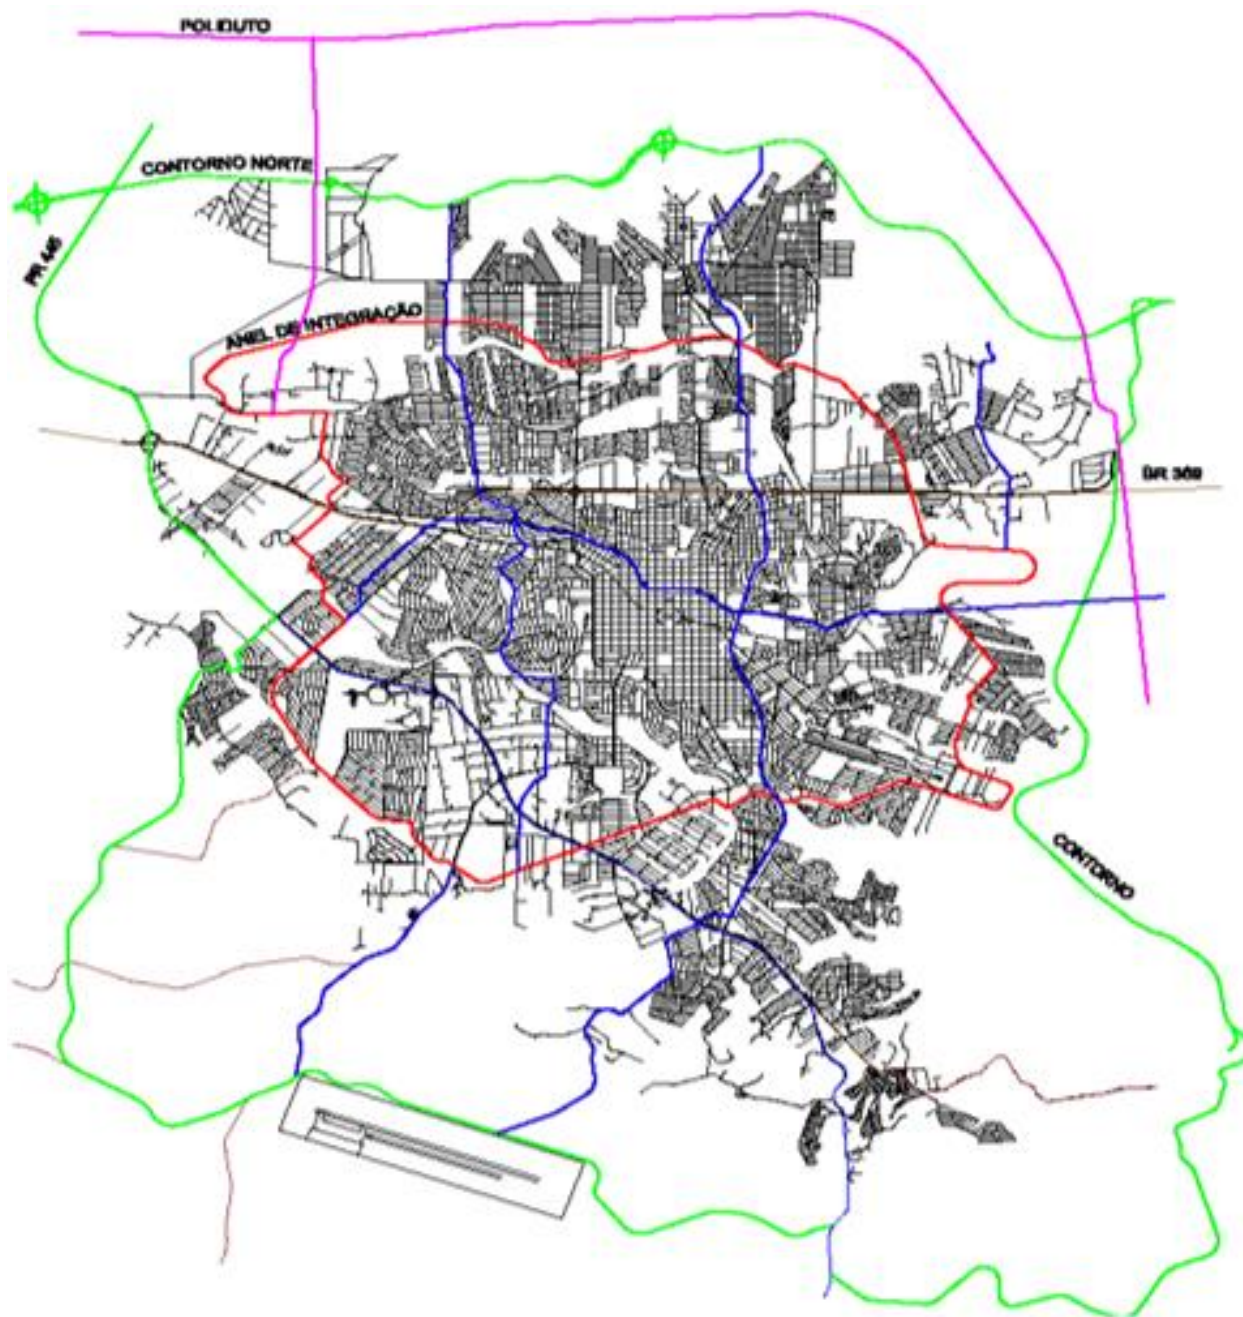 POLIDUTO
CONTORNO NORTE
PR 445
ANEL DE INTEGRAÇÃO
BR 369
CONTORNO